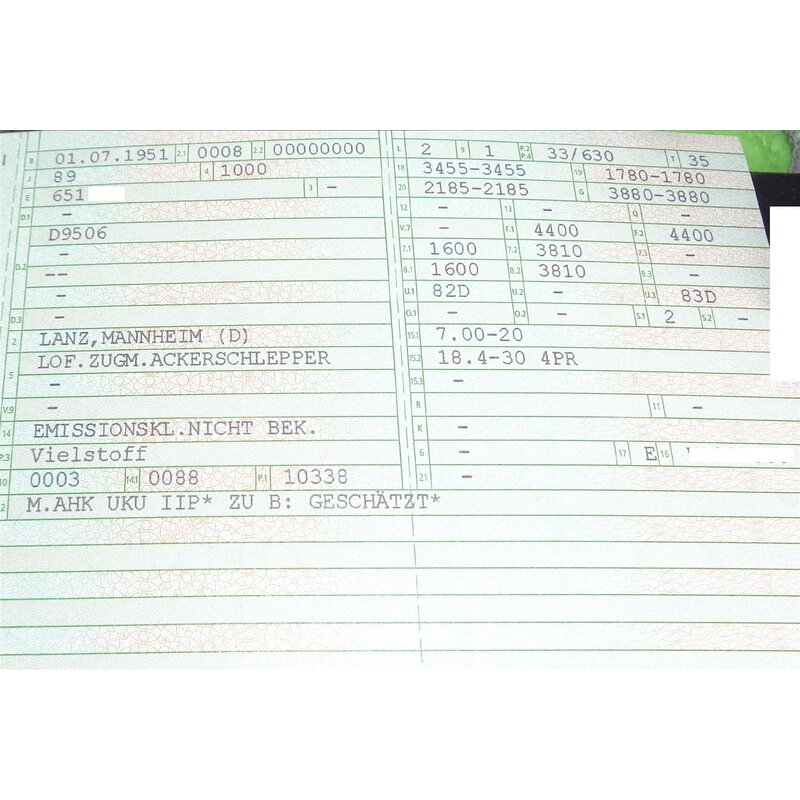 B 01.07.1951 2.1 0008 2.2 00000000
J 89 4 1000
E 651 3 –
D.1 –
D9506
–
D.2 --
–
D.3 –
2 LANZ,MANNHEIM (D)
LOF.ZUGM.ACKERSCHLEPPER
5 –
V.9 –
14 EMISSIONSKL.NICHT BEK.
P.3 Vielstoff
10 0003 14.1 0088 P.1 10338
2 M.AHK UKU IIP* ZU B: GESCHÄTZT*
L 2 9 1 P.2 P.4 33/630 T 35
18 3455-3455 19 1780-1780
20 2185-2185 G 3880-3880
12 – 13 – Q –
V.7 – F.1 4400 F.2 4400
7.1 1600 7.2 3810 7.3 –
8.1 1600 8.2 3810 8.3 –
U.1 82D U.2 – U.3 83D
O.1 – O.2 – S.1 2 S.2 –
15.1 7.00-20
15.2 18.4-30 4PR
15.3 –
R 11 –
K –
6 – 17 E 16
21 –